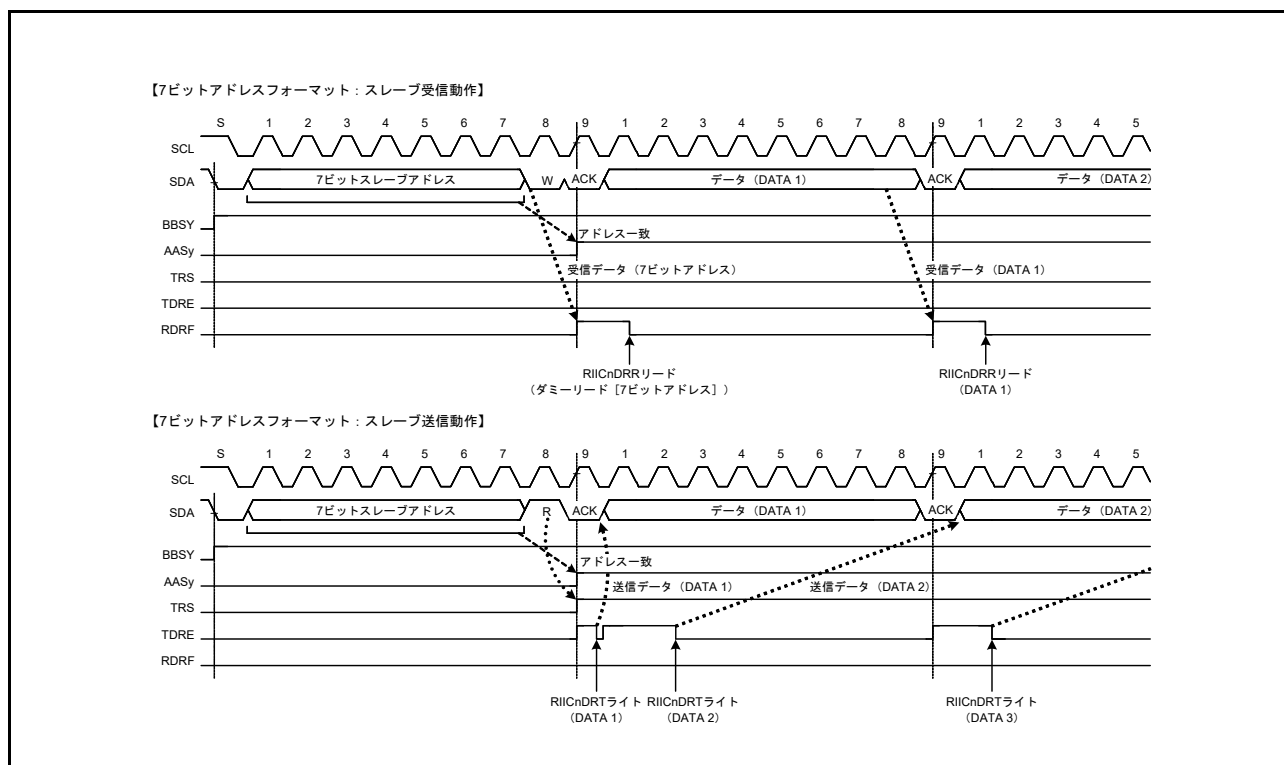 【7ビットアドレスフォーマット：スレーブ受信動作】
S 1 2 3 4 5 6 7 8 9 1 2 3 4 5 6 7 8 9 1 2 3 4 5
SCL
SDA 7ビットスレーブアドレス W ACK データ（DATA 1） ACK データ（DATA 2）
BBSY
アドレス一致
AASy
受信データ（7ビットアドレス） 受信データ（DATA 1）
TRS
TDRE
RDRF
RIICnDRRリード RIICnDRRリード
（ダミーリード［7ビットアドレス］） (DATA 1)
【7ビットアドレスフォーマット：スレーブ送信動作】
S 1 2 3 4 5 6 7 8 9 1 2 3 4 5 6 7 8 9 1 2 3 4 5
SCL
SDA 7ビットスレーブアドレス R ACK データ（DATA 1） ACK データ（DATA 2）
BBSY
アドレス一致
AASy
送信データ（DATA 1） 送信データ（DATA 2）
TRS
TDRE
RDRF
RIICnDRTライト RIICnDRTライト RIICnDRTライト
(DATA 1) (DATA 2) (DATA 3)